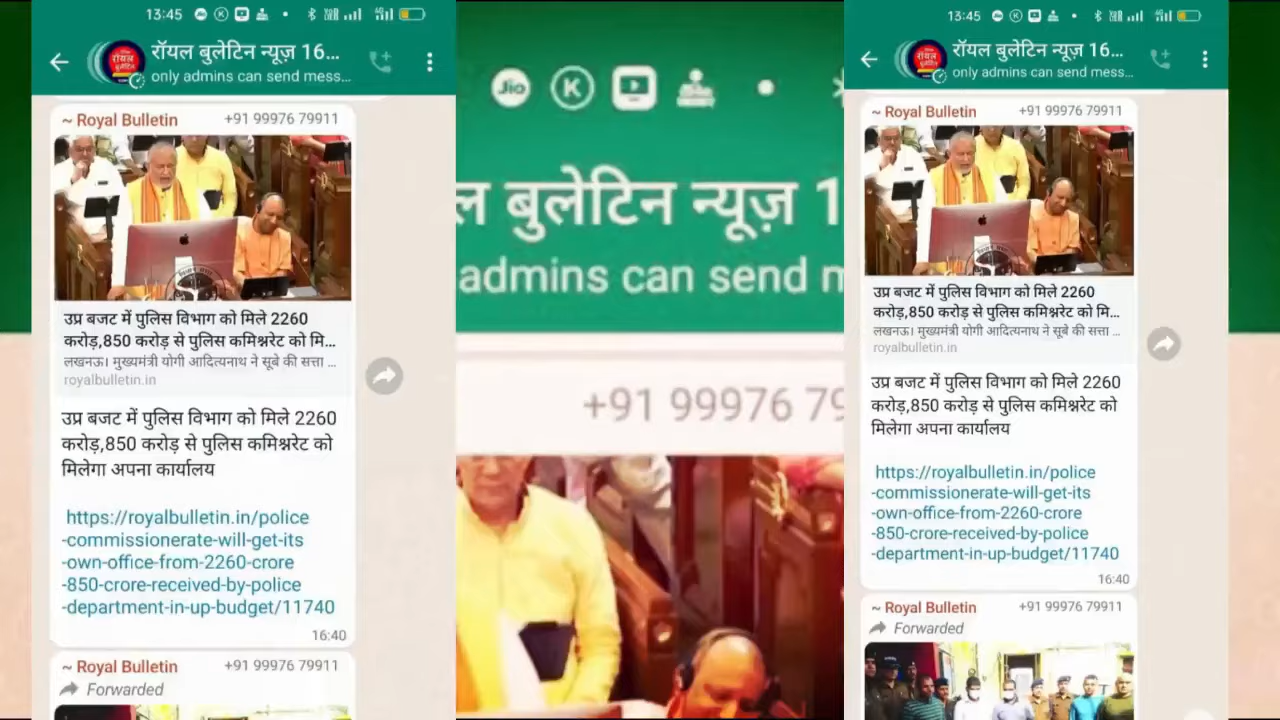 13:45
रॉयल बुलेटिन न्यूज़ 16...
only admins can send mess...
~ Royal Bulletin +91 99976 79911
उप्र बजट में पुलिस विभाग को मिले 2260
करोड़,850 करोड़ से पुलिस कमिश्नरेट को मि...
लखनऊ। मुख्यमंत्री योगी आदित्यनाथ ने सूबे की सत्ता ...
royalbulletin.in
उप्र बजट में पुलिस विभाग को मिले 2260
करोड़,850 करोड़ से पुलिस कमिश्नरेट को
मिलेगा अपना कार्यालय
https://royalbulletin.in/police
-commissionerate-will-get-its
-own-office-from-2260-crore
-850-crore-received-by-police
-department-in-up-budget/11740
16:40
~ Royal Bulletin +91 99976 79911
Forwarded
Jio
ल बुलेटिन न्यूज़ 1
admins can send m
+91 99976 79
13:45
रॉयल बुलेटिन न्यूज़ 16...
only admins can send mess...
~ Royal Bulletin +91 99976 79911
उप्र बजट में पुलिस विभाग को मिले 2260
करोड़,850 करोड़ से पुलिस कमिश्नरेट को मि...
लखनऊ। मुख्यमंत्री योगी आदित्यनाथ ने सूबे की सत्ता ...
royalbulletin.in
उप्र बजट में पुलिस विभाग को मिले 2260
करोड़,850 करोड़ से पुलिस कमिश्नरेट को
मिलेगा अपना कार्यालय
https://royalbulletin.in/police
-commissionerate-will-get-its
-own-office-from-2260-crore
-850-crore-received-by-police
-department-in-up-budget/11740
16:40
~ Royal Bulletin +91 99976 79911
Forwarded